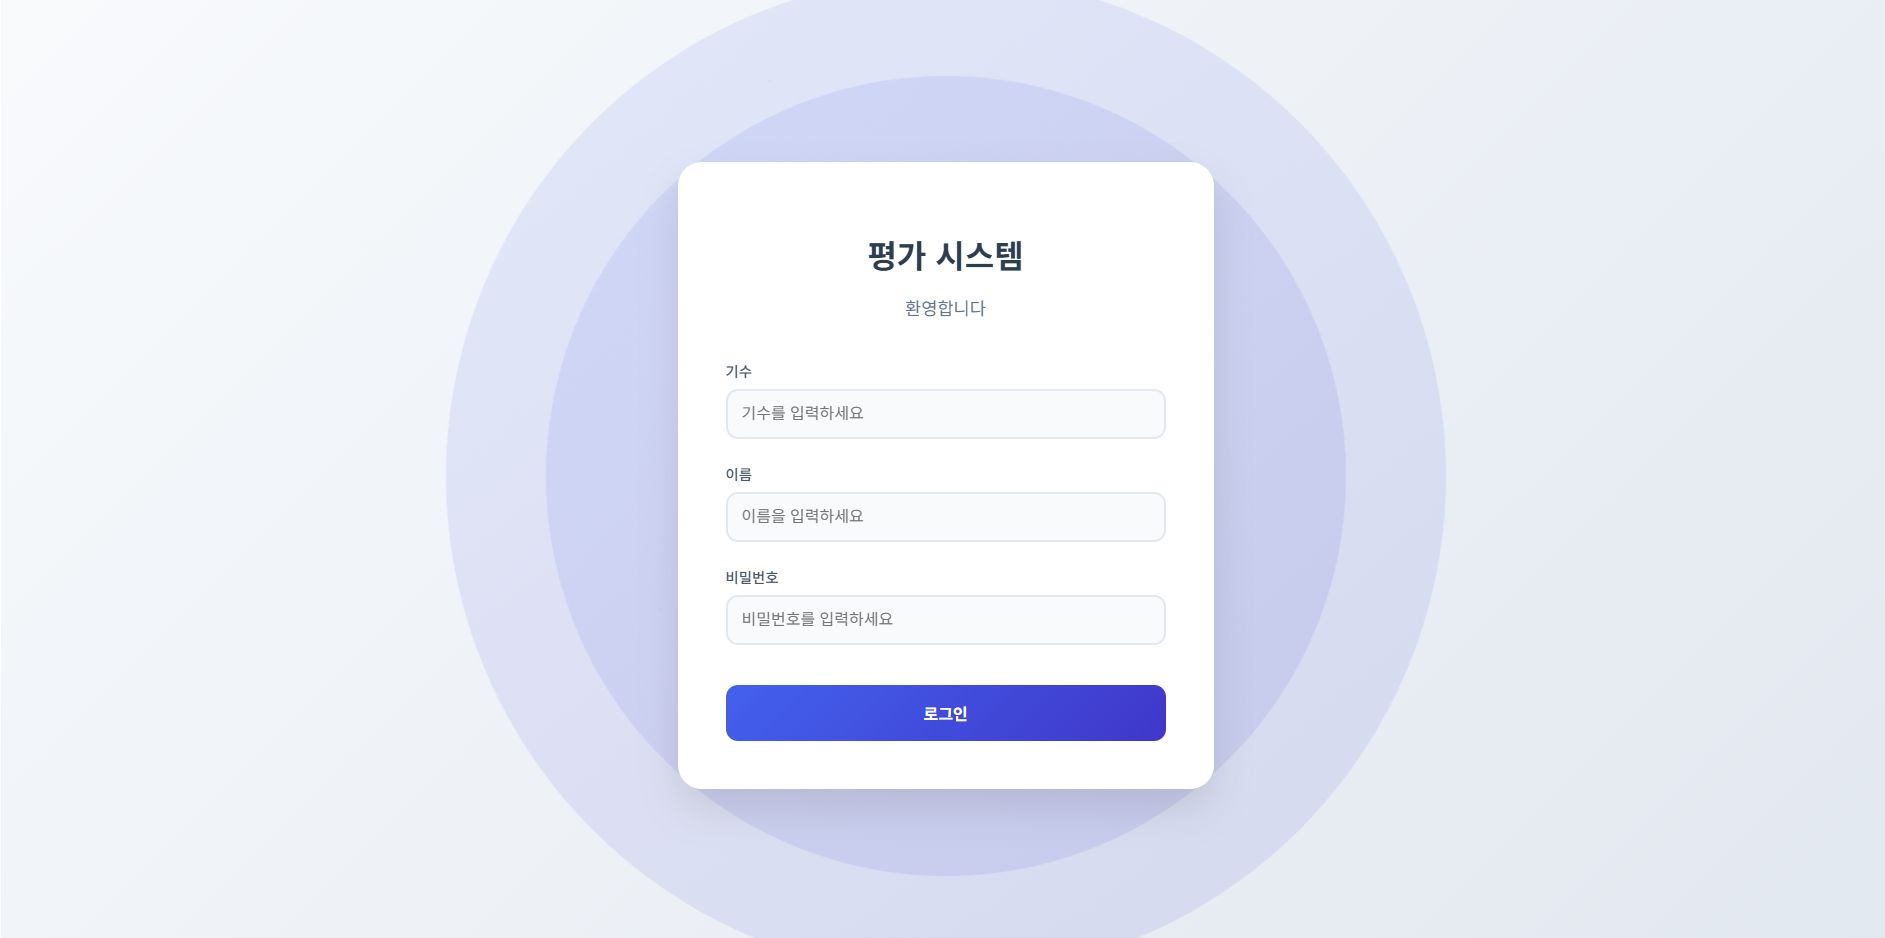 평가 시스템
환영합니다
기수
기수를 입력하세요
이름
이름을 입력하세요
비밀번호
비밀번호를 입력하세요
로그인